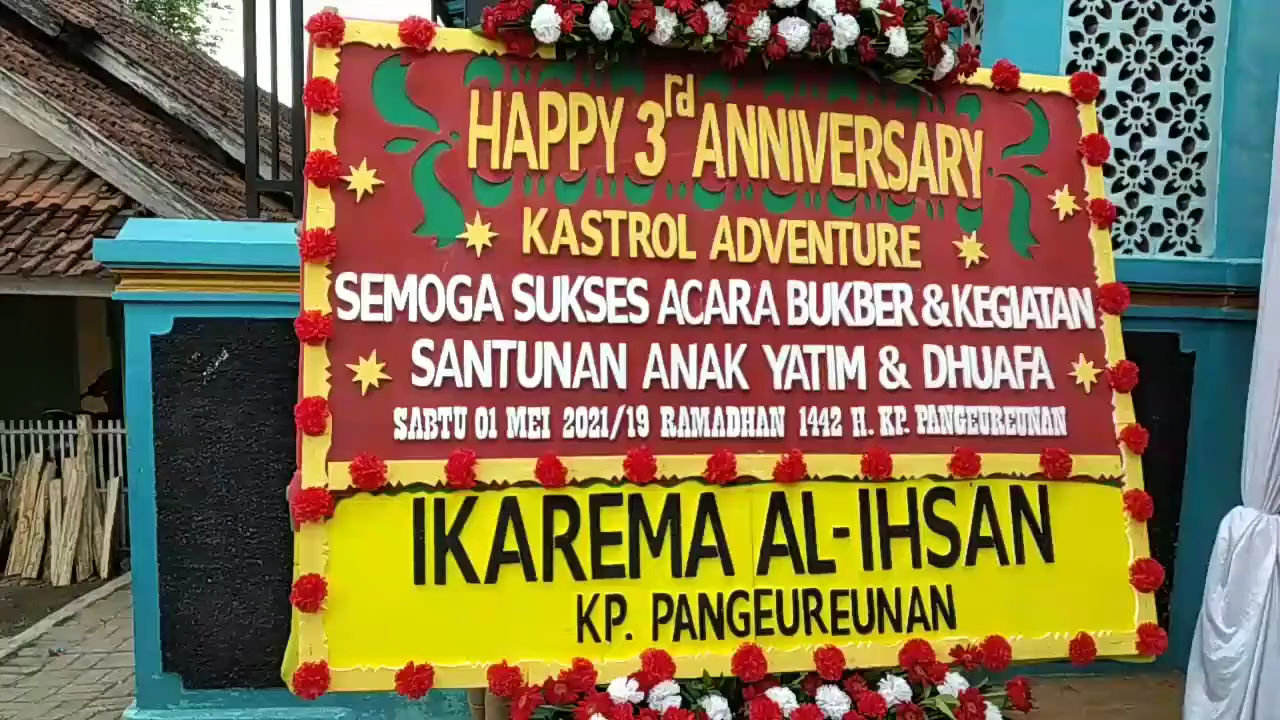 HAPPY 3rd ANNIVERSARY
KASTROL ADVENTURE
SEMOGA SUKSES ACARA BUKBER & KEGIATAN
SANTUNAN ANAK YATIM & DHUAFA
SABTU 01 MEI 2021/19 RAMADHAN 1442 H. KP. PANGEUREUNAN
IKAREMA AL-IHSAN
KP. PANGEUREUNAN